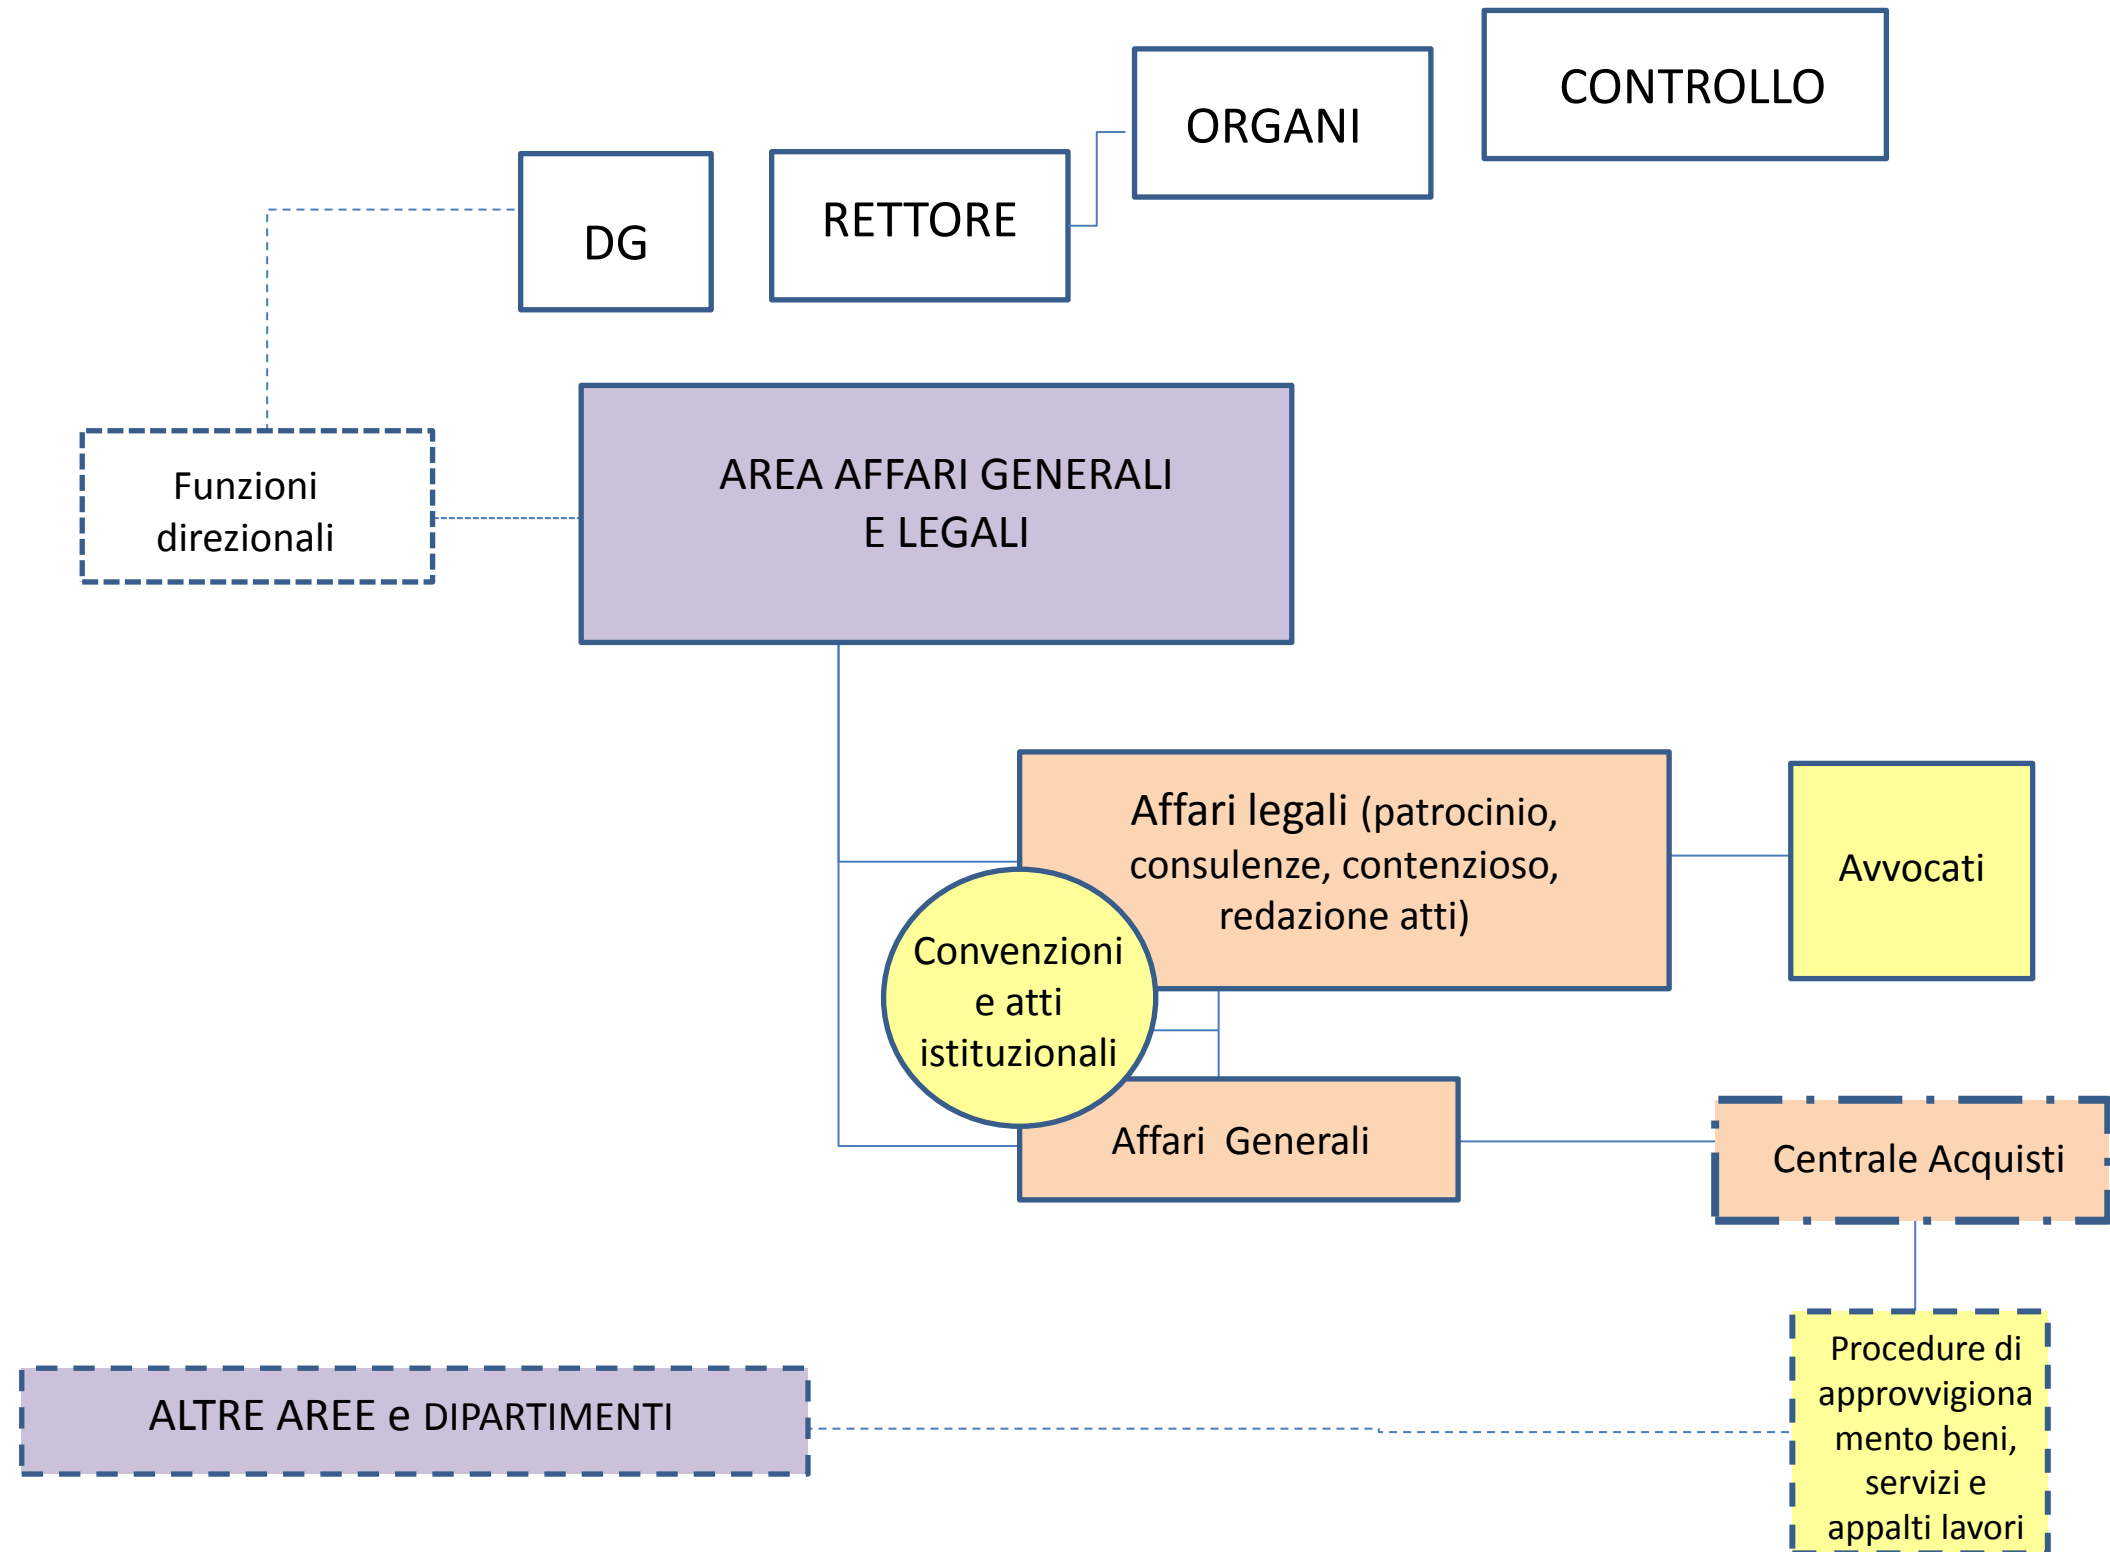 CONTROLLO
ORGANI
RETTORE
DG
AREA AFFARI GENERALI
E LEGALI
Funzioni
direzionali
Affari legali (patrocinio,
consulenze, contenzioso,
redazione atti)
Avvocati
Convenzioni
e atti
istituzionali
Affari  Generali
Centrale Acquisti
Procedure di
approvvigiona
mento beni,
servizi e
appalti lavori
ALTRE AREE e DIPARTIMENTI